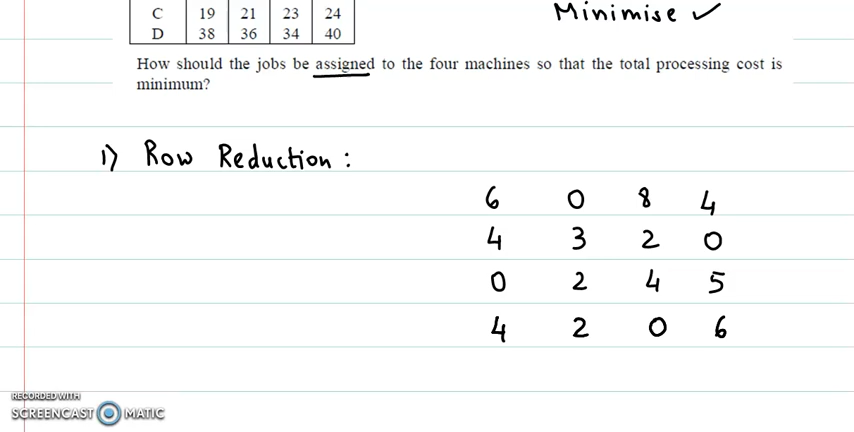 C 19 21 23 24
Minimise ✓
D 38 36 34 40
How should the jobs be assigned to the four machines so that the total processing cost is
minimum?
1) Row Reduction :
6 0 8 4
4 3 2 0
0 2 4 5
4 2 0 6
RECORDED WITH
SCREENCAST MATIC